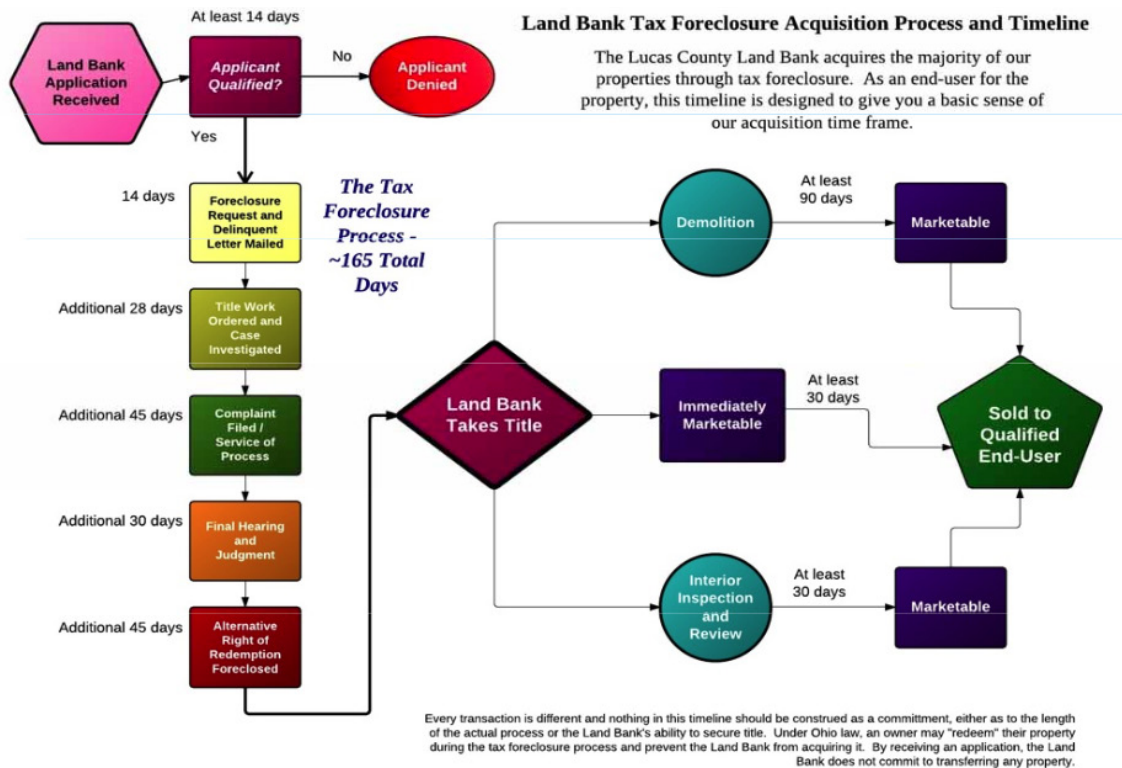 Land Bank Tax Foreclosure Acquisition Process and Timeline
The Lucas County Land Bank acquires the majority of our
properties through tax foreclosure. As an end-user for the
property, this timeline is designed to give you a basic sense of
our acquisition time frame.
At least 14 days
Land Bank
Application
Received
Applicant
Qualified?
No
Applicant
Denied
Yes
14 days
Foreclosure
Request and
Delinquent
Letter Mailed
The Tax
Foreclosure
Process -
~165 Total
Days
Additional 28 days
Title Work
Ordered and
Case
Investigated
Additional 45 days
Complaint
Filed /
Service of
Process
Additional 30 days
Final Hearing
and
Judgment
Additional 45 days
Alternative
Right of
Redemption
Foreclosed
Land Bank
Takes Title
Demolition
At least
90 days
Marketable
Immediately
Marketable
At least
30 days
Sold to
Qualified
End-User
Interior
Inspection
and
Review
At least
30 days
Marketable
Every transaction is different and nothing in this timeline should be construed as a committment, either as to the length
of the actual process or the Land Bank's ability to secure title. Under Ohio law, an owner may "redeem" their property
during the tax foreclosure process and prevent the Land Bank from acquiring it. By receiving an application, the Land
Bank does not commit to transferring any property.